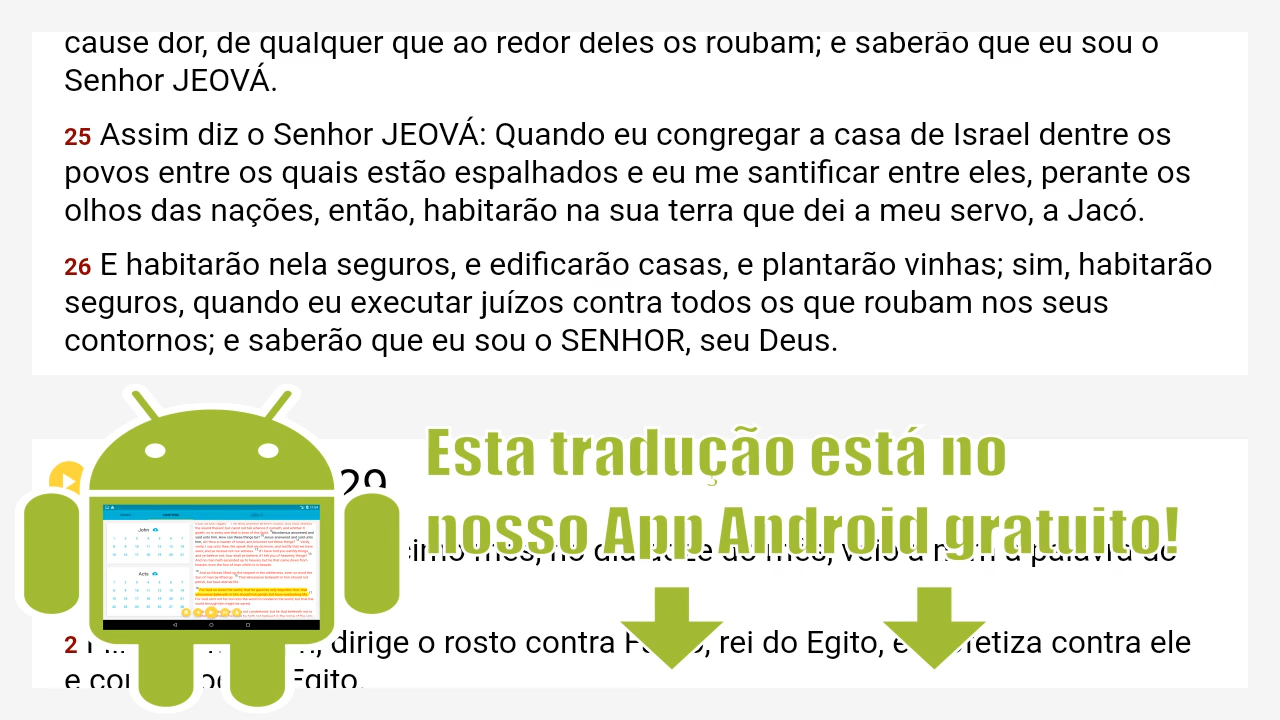 cause dor, de qualquer que ao redor deles os roubam; e saberão que eu sou o
Senhor JEOVÁ.
25 Assim diz o Senhor JEOVÁ: Quando eu congregar a casa de Israel dentre os
povos entre os quais estão espalhados e eu me santificar entre eles, perante os
olhos das nações, então, habitarão na sua terra que dei a meu servo, a Jacó.
26 E habitarão nela seguros, e edificarão casas, e plantarão vinhas; sim, habitarão
seguros, quando eu executar juízos contra todos os que roubam nos seus
contornos; e saberão que eu sou o SENHOR, seu Deus.
Esta tradução está no
29
nosso App Android gratuito!
John
Acts
2 dirige o rosto contra rei do Egito, contra ele
e Egito.